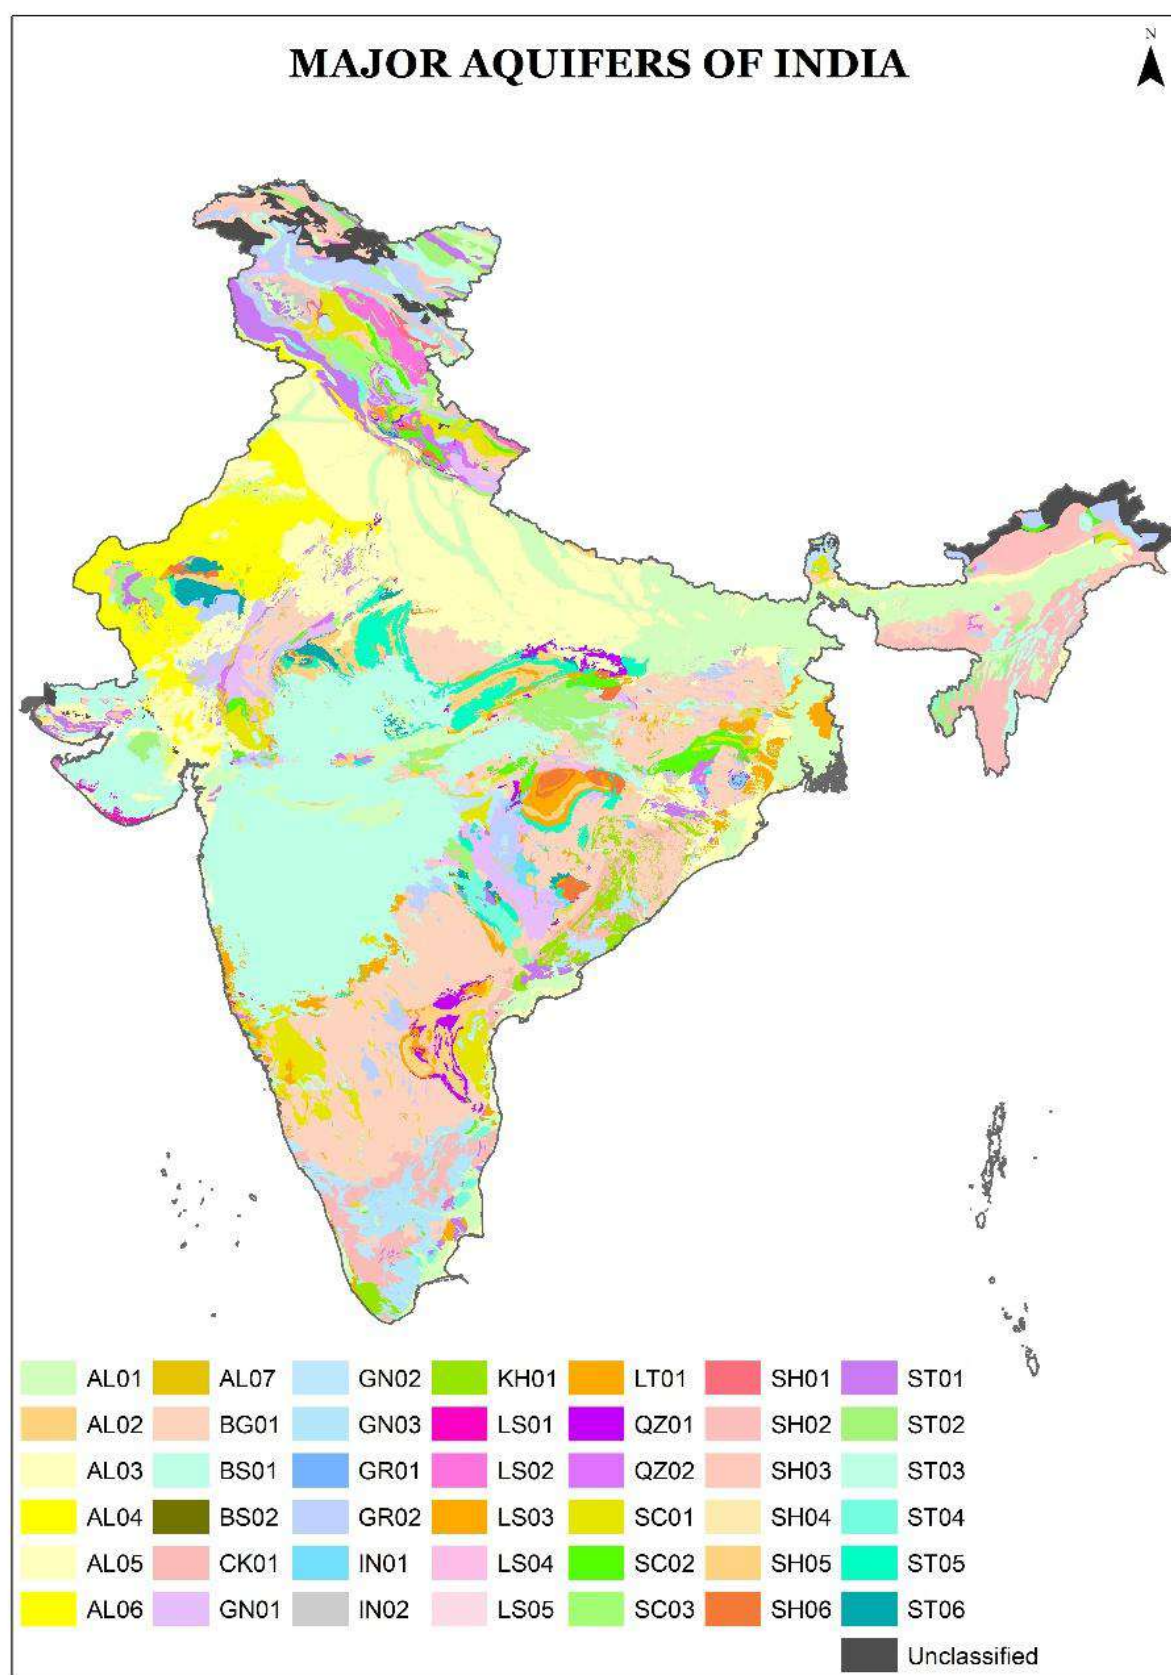 N
MAJOR AQUIFERS OF INDIA
AL01 AL07 GN02 KH01 LT01 SH01 ST01
AL02 BG01 GN03 LS01 QZ01 SH02 ST02
AL03 BS01 GR01 LS02 QZ02 SH03 ST03
AL04 BS02 GR02 LS03 SC01 SH04 ST04
AL05 CK01 IN01 LS04 SC02 SH05 ST05
AL06 GN01 IN02 LS05 SC03 SH06 ST06
Unclassified